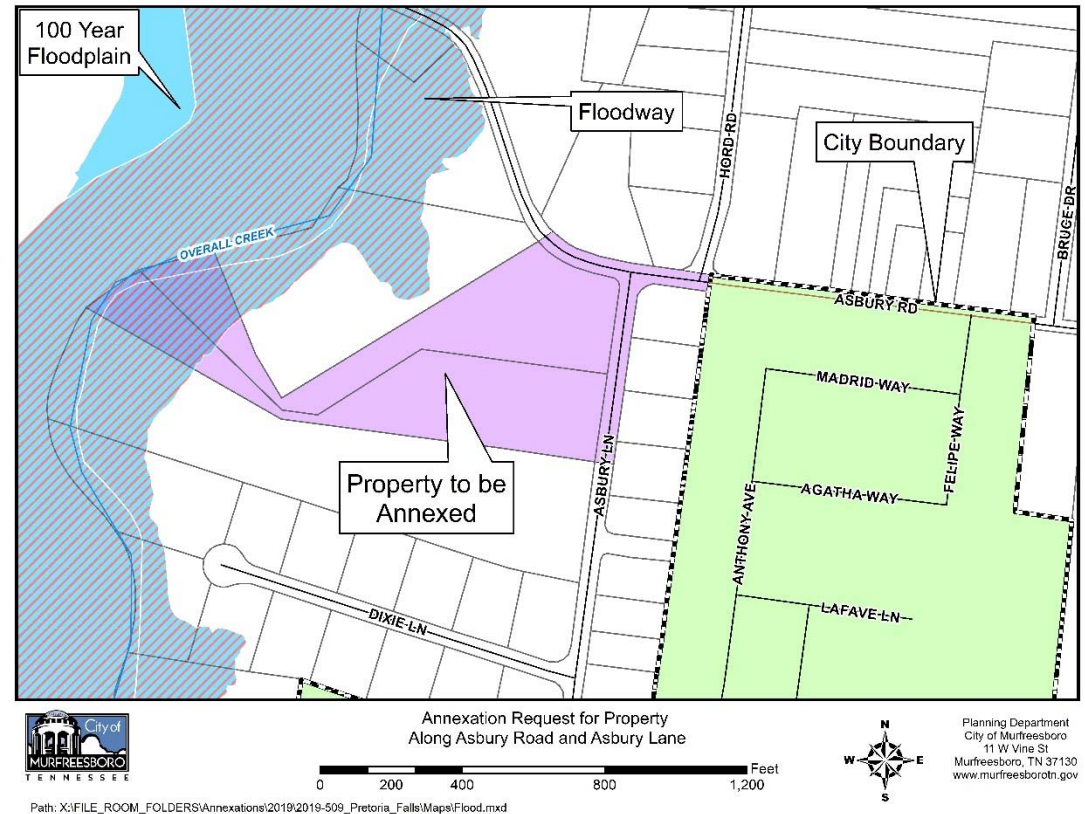 100 Year
Floodplain
Floodway
City Boundary
HORD RD
BRUCE DR
OVERALL CREEK
ASBURY RD
MADRID WAY
FELIPE WAY
Property to be
Annexed
ASBURY LN
AGATHA WAY
ANTHONY AVE
LAFAVE LN
DIXIE LN
City of
MURFREESBORO
TENNESSEE
Annexation Request for Property
Along Asbury Road and Asbury Lane
Feet
0 200 400 800 1,200
N
W E
S
Planning Department
City of Murfreesboro
11 W Vine St
Murfreesboro, TN 37130
www.murfreesborotn.gov
Path: X:\FILE_ROOM_FOLDERS\Annexations\2019\2019-509_Pretoria_Falls\Maps\Flood.mxd